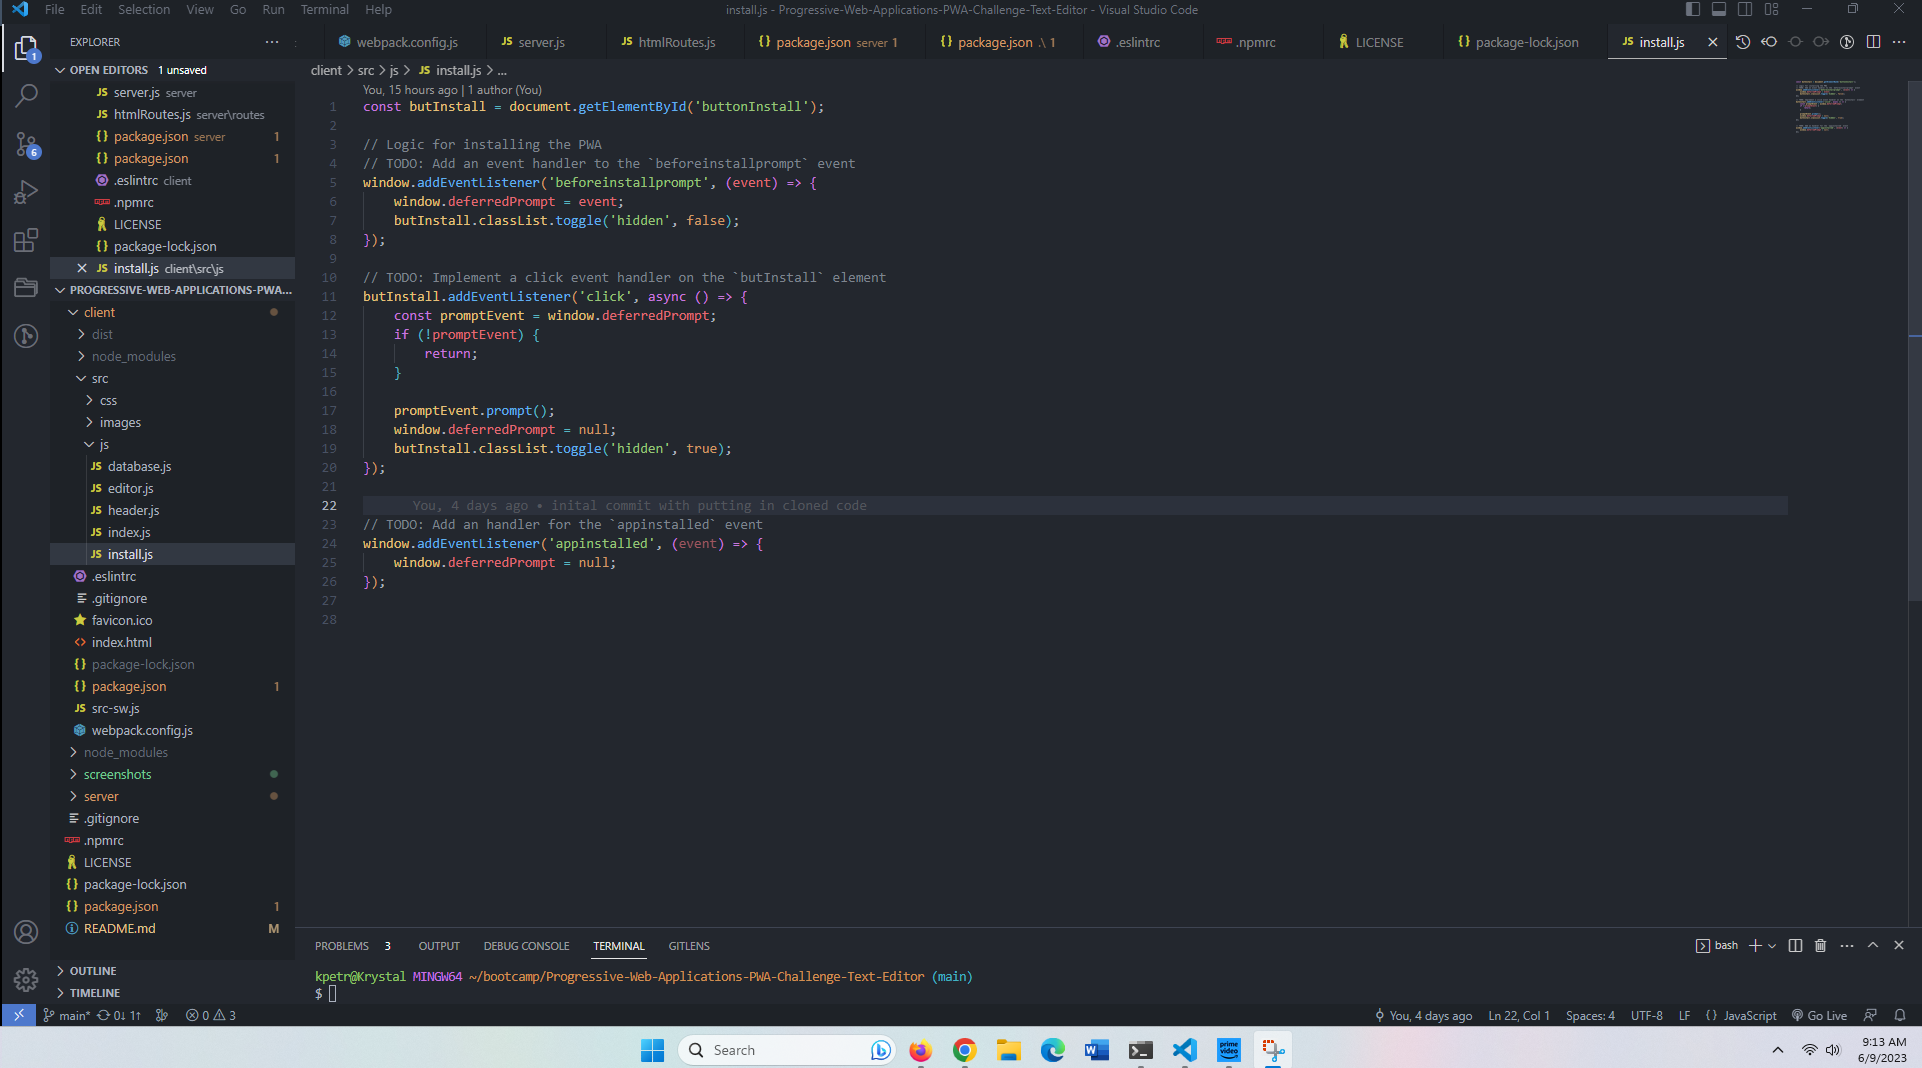 File Edit Selection View Go Run Terminal Help
install.js - Progressive-Web-Applications-PWA-Challenge-Text-Editor - Visual Studio Code
EXPLORER
webpack.config.js
server.js
htmlRoutes.js
package.json server 1
package.json .\ 1
.eslintrc
.npmrc
LICENSE
package-lock.json
install.js
OPEN EDITORS 1 unsaved
server.js server
htmlRoutes.js server\routes
package.json server 1
package.json 1
.eslintrc client
.npmrc
LICENSE
package-lock.json
install.js client\src\js
PROGRESSIVE-WEB-APPLICATIONS-PWA...
client
dist
node_modules
src
css
images
js
database.js
editor.js
header.js
index.js
install.js
.eslintrc
.gitignore
favicon.ico
index.html
package-lock.json
package.json 1
src-sw.js
webpack.config.js
node_modules
screenshots
server
.gitignore
.npmrc
LICENSE
package-lock.json
package.json 1
README.md M
OUTLINE
TIMELINE
client > src > js > JS install.js > ...
You, 15 hours ago | 1 author (You)
1 const butInstall = document.getElementById('buttonInstall');
2
3 // Logic for installing the PWA
4 // TODO: Add an event handler to the `beforeinstallprompt` event
5 window.addEventListener('beforeinstallprompt', (event) => {
6 window.deferredPrompt = event;
7 butInstall.classList.toggle('hidden', false);
8 });
9
10 // TODO: Implement a click event handler on the `butInstall` element
11 butInstall.addEventListener('click', async () => {
12 const promptEvent = window.deferredPrompt;
13 if (!promptEvent) {
14 return;
15 }
16
17 promptEvent.prompt();
18 window.deferredPrompt = null;
19 butInstall.classList.toggle('hidden', true);
20 });
21
22 You, 4 days ago • inital commit with putting in cloned code
23 // TODO: Add an handler for the `appinstalled` event
24 window.addEventListener('appinstalled', (event) => {
25 window.deferredPrompt = null;
26 });
27
28
PROBLEMS 3 OUTPUT DEBUG CONSOLE TERMINAL GITLENS
bash
kpetr@Krystal MINGW64 ~/bootcamp/Progressive-Web-Applications-PWA-Challenge-Text-Editor (main)
$
main* 0↓ 1↑ 0 3
You, 4 days ago Ln 22, Col 1 Spaces: 4 UTF-8 LF {} JavaScript Go Live
Search
prime video
9:13 AM
6/9/2023